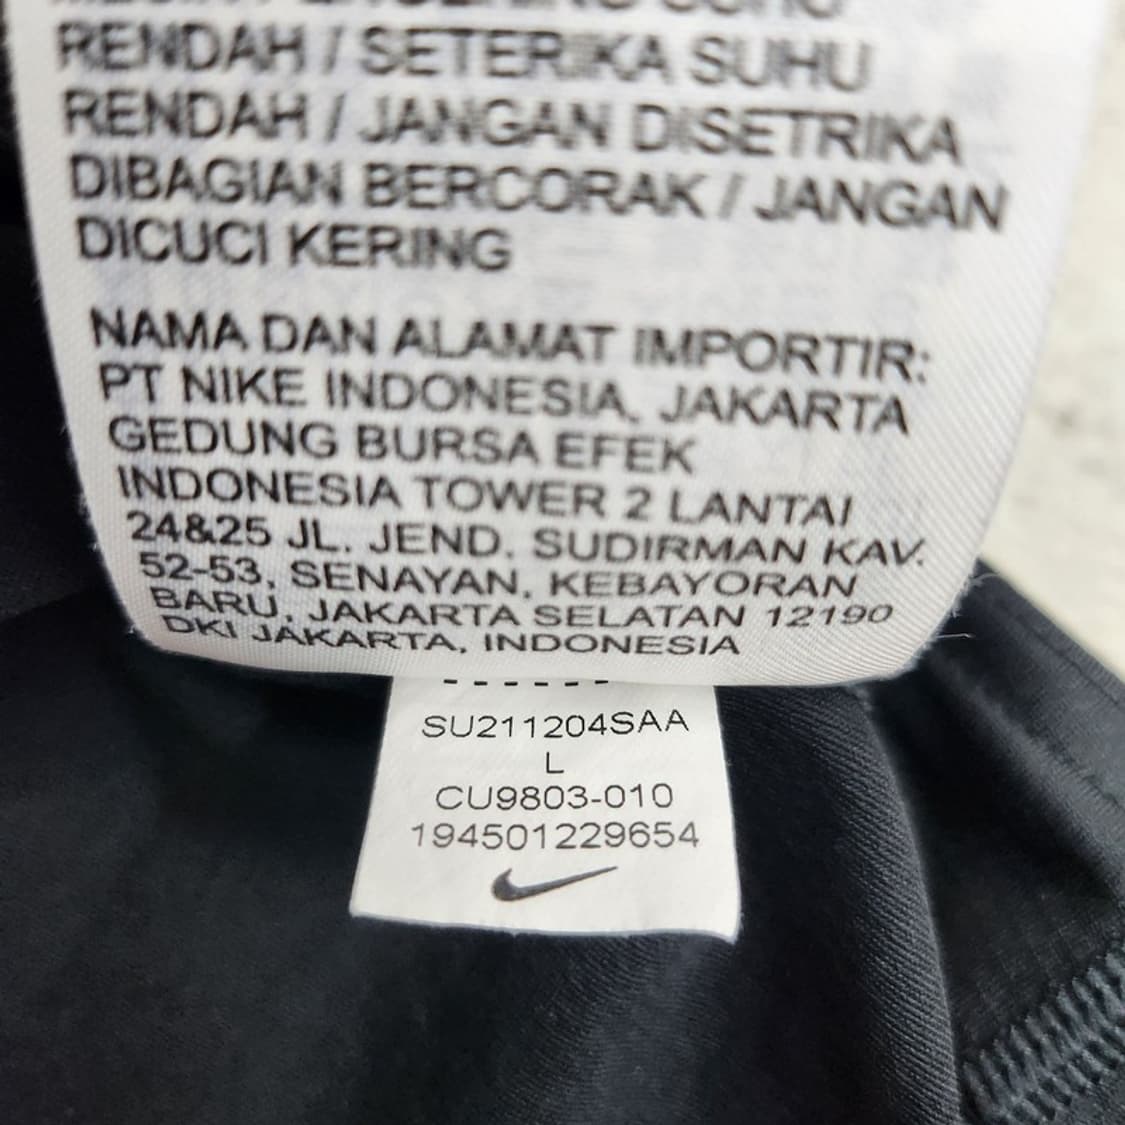 RENDAH / SETERIKA SUHU
RENDAH / JANGAN DISETRIKA
DIBAGIAN BERCORAK / JANGAN
DICUCI KERING
NAMA DAN ALAMAT IMPORTIR:
PT NIKE INDONESIA, JAKARTA
GEDUNG BURSA EFEK
INDONESIA TOWER 2 LANTAI
24&25 JL. JEND. SUDIRMAN KAV.
52-53, SENAYAN, KEBAYORAN
BARU, JAKARTA SELATAN 12190
DKI JAKARTA, INDONESIA
SU211204SAA
L
CU9803-010
194501229654